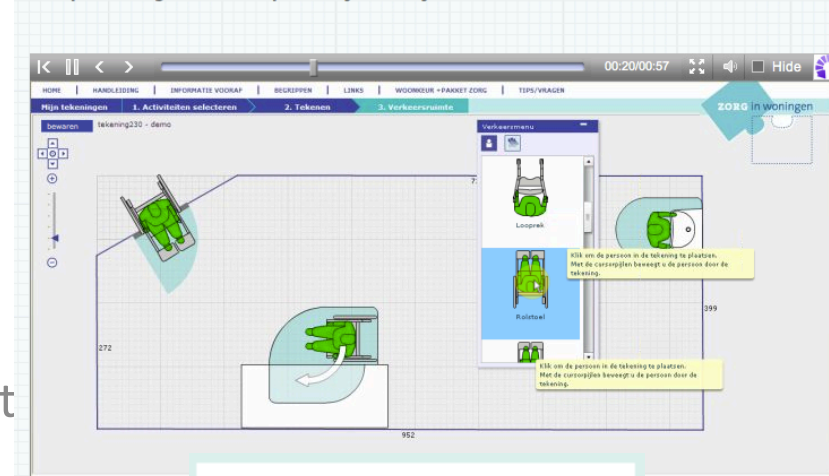 00:20/00:57
Hide
HOME
HANDLEIDING
INFORMATIE VOORAF
BEGRIPPEN
LINKS
WOONKEUR +PAKKET ZORG
TIPS/VRAGEN
Mijn tekeningen
1. Activiteiten selecteren
2. Tekenen
3. Verkeersruimte
ZORG in woningen
bewaren
tekening230 - demo
Verkeersmenu
Looprek
Klik om de persoon in de tekening te plaatsen.
Met de cursorpijlen beweegt u de persoon door de
tekening.
Rolstoel
399
272
Klik om de persoon in de tekening te plaatsen.
Met de cursorpijlen beweegt u de persoon door de
tekening.
t
952